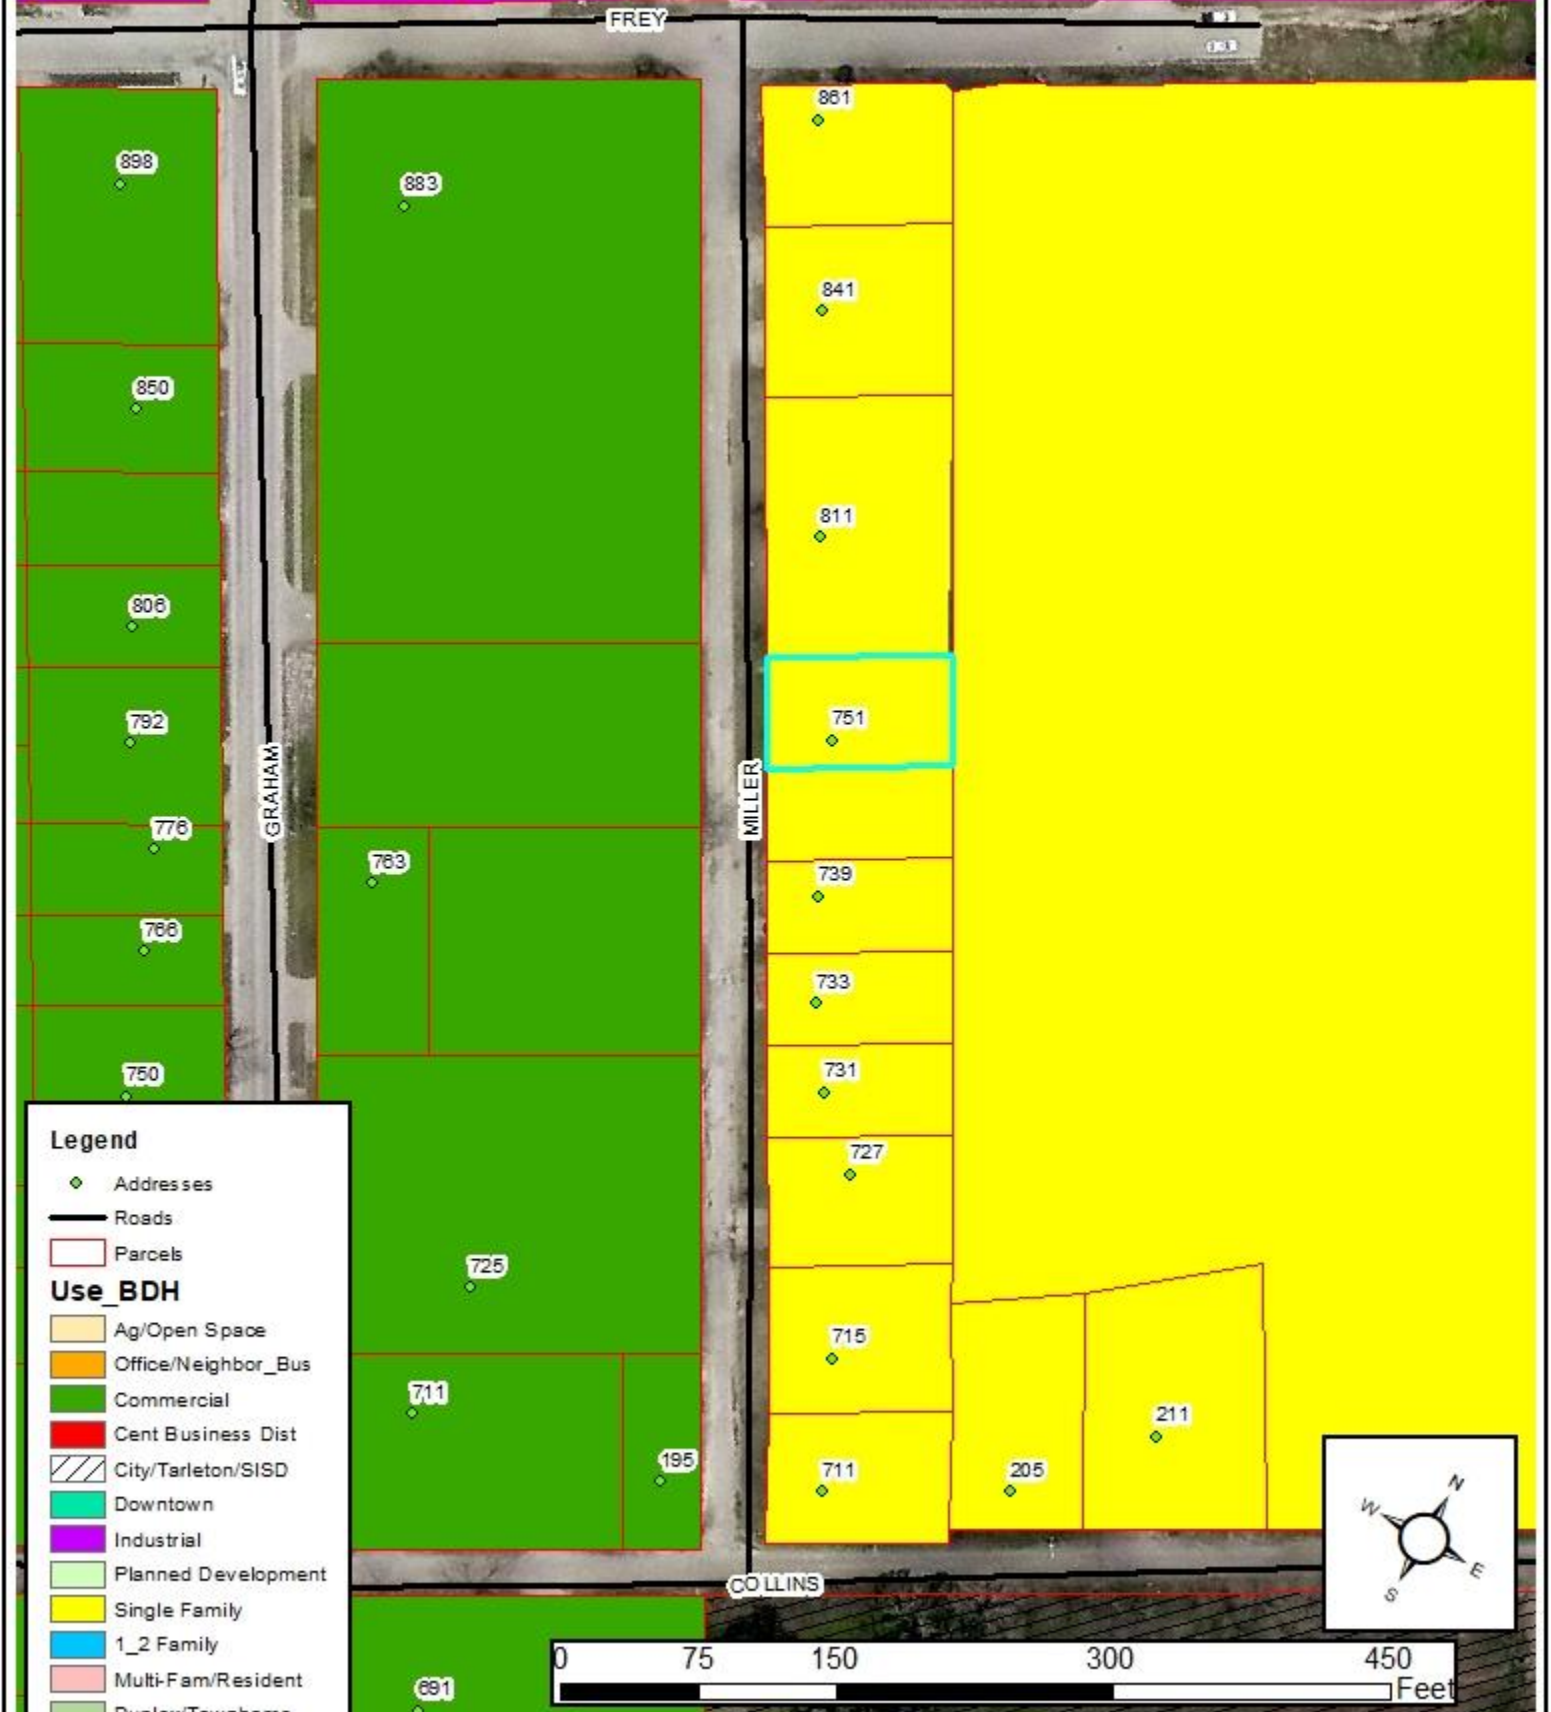 FREY
861
898
883
841
850
811
806
751
792
GRAHAM
MILLER
776
763
739
766
733
731
750
727
725
715
711
711
211
195
205
COLLINS
691
Legend
Addresses
Roads
Parcels
Use_BDH
Ag/Open Space
Office/Neighbor_Bus
Commercial
Cent Business Dist
City/Tarleton/SISD
Downtown
Industrial
Planned Development
Single Family
1_2 Family
Multi-Fam/Resident
N
W
E
S
0 75 150 300 450
Feet